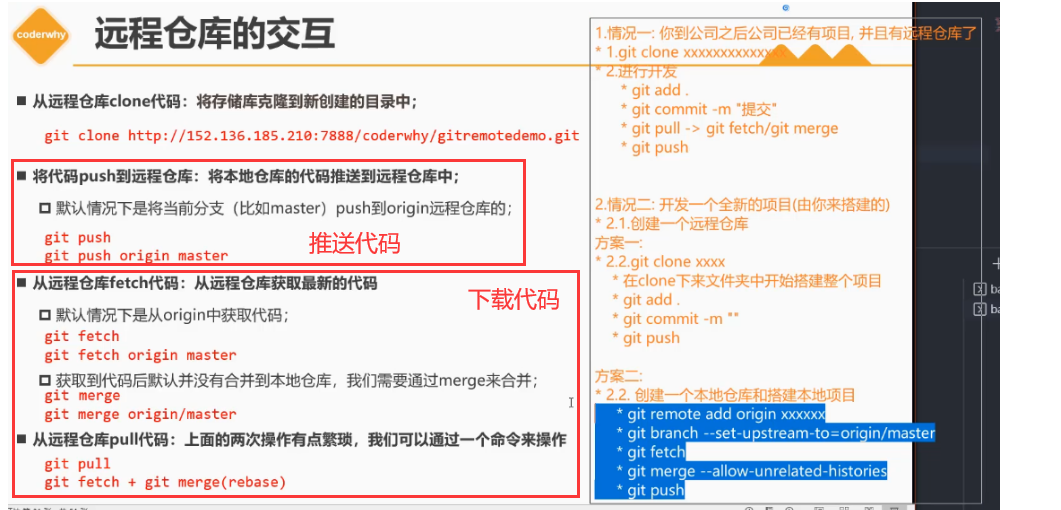 coderwhy
远程仓库的交互
从远程仓库clone代码：将存储库克隆到新创建的目录中；
git clone http://152.136.185.210:7888/coderwhy/gitremotedemo.git
将代码push到远程仓库：将本地仓库的代码推送到远程仓库中；
默认情况下是将当前分支（比如master）push到origin远程仓库的；
git push
git push origin master
推送代码
从远程仓库fetch代码：从远程仓库获取最新的代码
下载代码
默认情况下是从origin中获取代码；
git fetch
git fetch origin master
获取到代码后默认并没有合并到本地仓库，我们需要通过merge来合并；
git merge
git merge origin/master
从远程仓库pull代码：上面的两次操作有点繁琐，我们可以通过一个命令来操作
git pull
git fetch + git merge(rebase)
1.情况一: 你到公司之后公司已经有项目, 并且有远程仓库了
* 1.git clone xxxxxxxxxxxxxx
* 2.进行开发
* git add .
* git commit -m "提交"
* git pull -> git fetch/git merge
* git push
2.情况二: 开发一个全新的项目(由你来搭建的)
* 2.1.创建一个远程仓库
方案一:
* 2.2.git clone xxxx
* 在clone下来文件夹中开始搭建整个项目
* git add .
* git commit -m ""
* git push
方案二:
* 2.2. 创建一个本地仓库和搭建本地项目
* git remote add origin xxxxxx
* git branch --set-upstream-to=origin/master
* git fetch
* git merge --allow-unrelated-histories
* git push
ba
ba